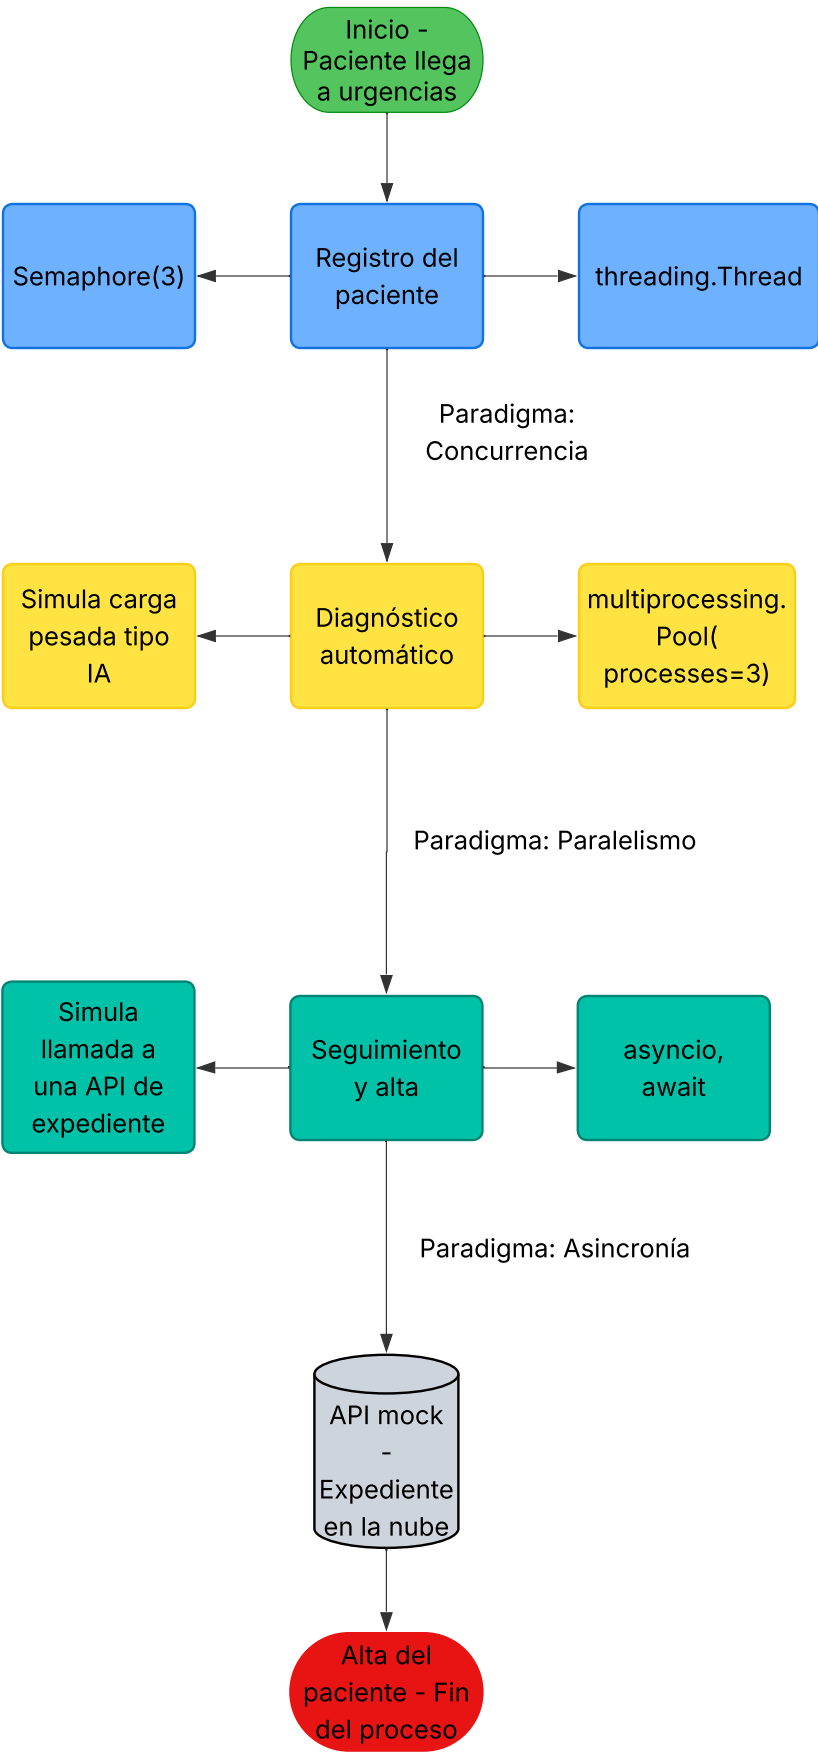 Inicio -
Paciente llega
a urgencias
Semaphore(3)
Registro del
paciente
threading.Thread
Paradigma:
Concurrencia
Simula carga
pesada tipo
IA
Diagnóstico
automático
multiprocessing.
Pool(
processes=3)
Paradigma: Paralelismo
Simula
llamada a
una API de
expediente
Seguimiento
y alta
asyncio,
await
Paradigma: Asincronía
API mock
-
Expediente
en la nube
Alta del
paciente - Fin
del proceso